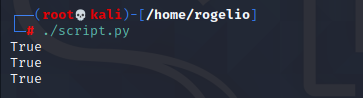 (root💀kali)-[/home/rogelio]
# ./script.py
True
True
True